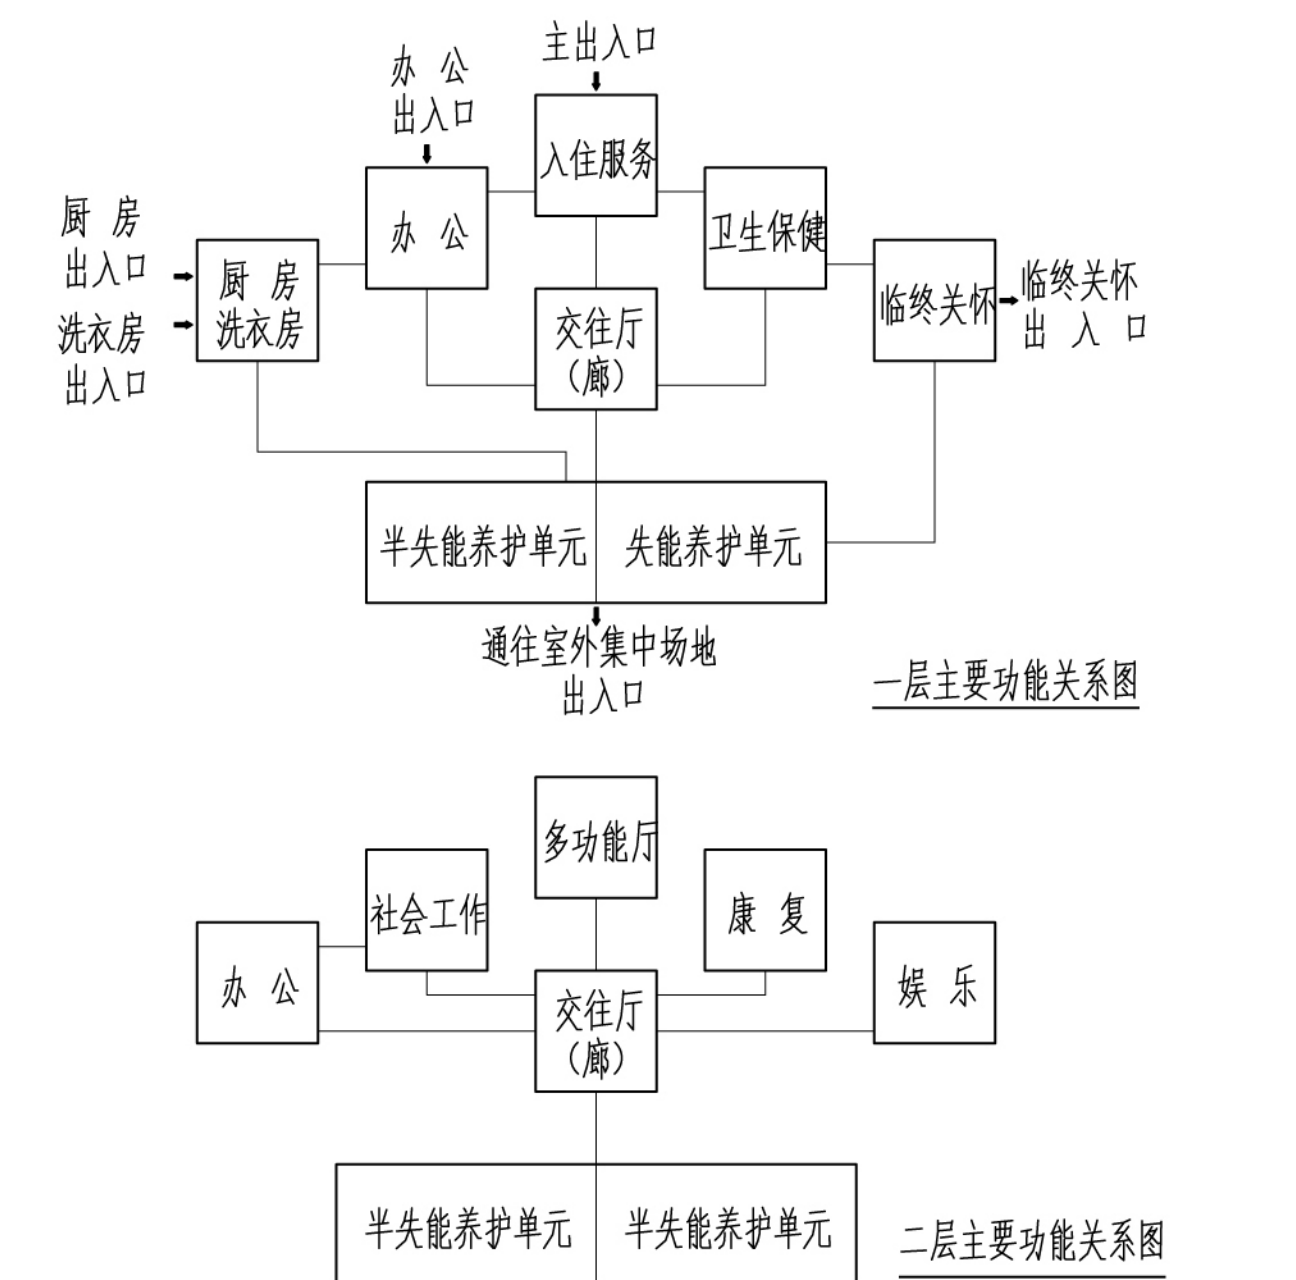 主出入口
办 公
出入口
入住服务
办 公
卫生保健
厨 房
出入口
洗衣房
出入口
厨 房
洗衣房
临终关怀
临终关怀
出 入 口
交往厅
（廊）
半失能养护单元
失能养护单元
通往室外集中场地
出入口
一层主要功能关系图
多功能厅
社会工作
康 复
办 公
娱 乐
交往厅
（廊）
半失能养护单元
半失能养护单元
二层主要功能关系图